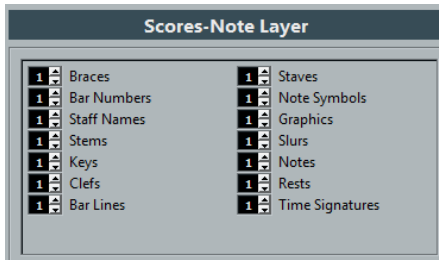 Scores-Note Layer
1 Braces 1 Staves
1 Bar Numbers 1 Note Symbols
1 Staff Names 1 Graphics
1 Stems 1 Slurs
1 Keys 1 Notes
1 Clefs 1 Rests
1 Bar Lines 1 Time Signatures